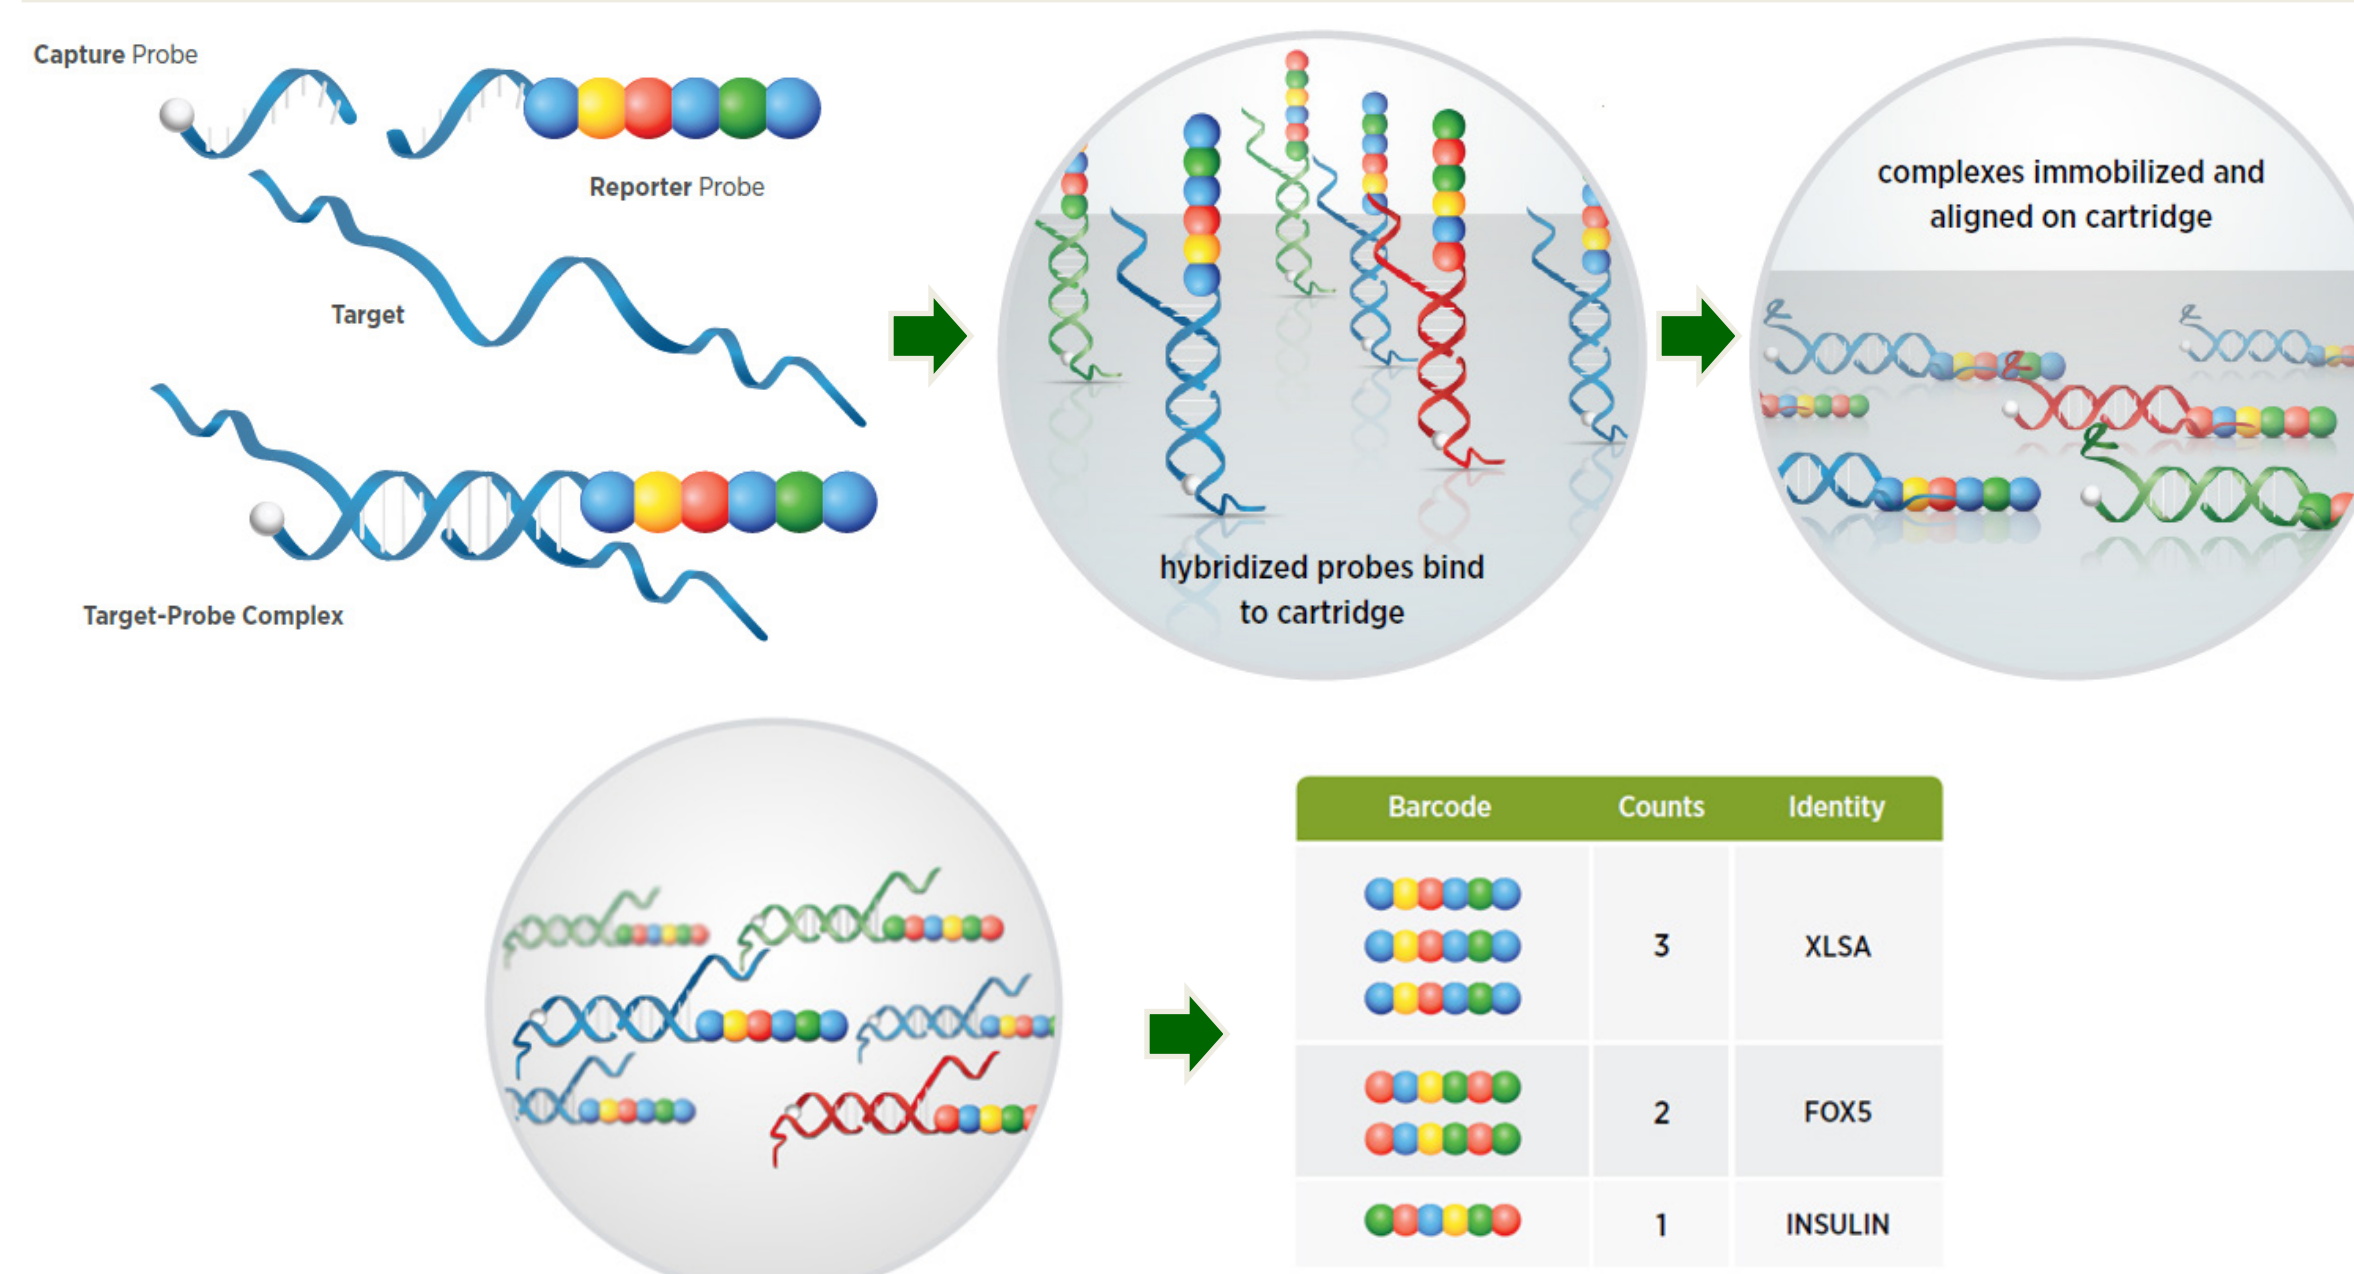 Capture Probe
Reporter Probe
Target
Target-Probe Complex
hybridized probes bind
to cartridge
complexes immobilized and
aligned on cartridge
Barcode Counts Identity
3 XLSA
2 FOX5
1 INSULIN